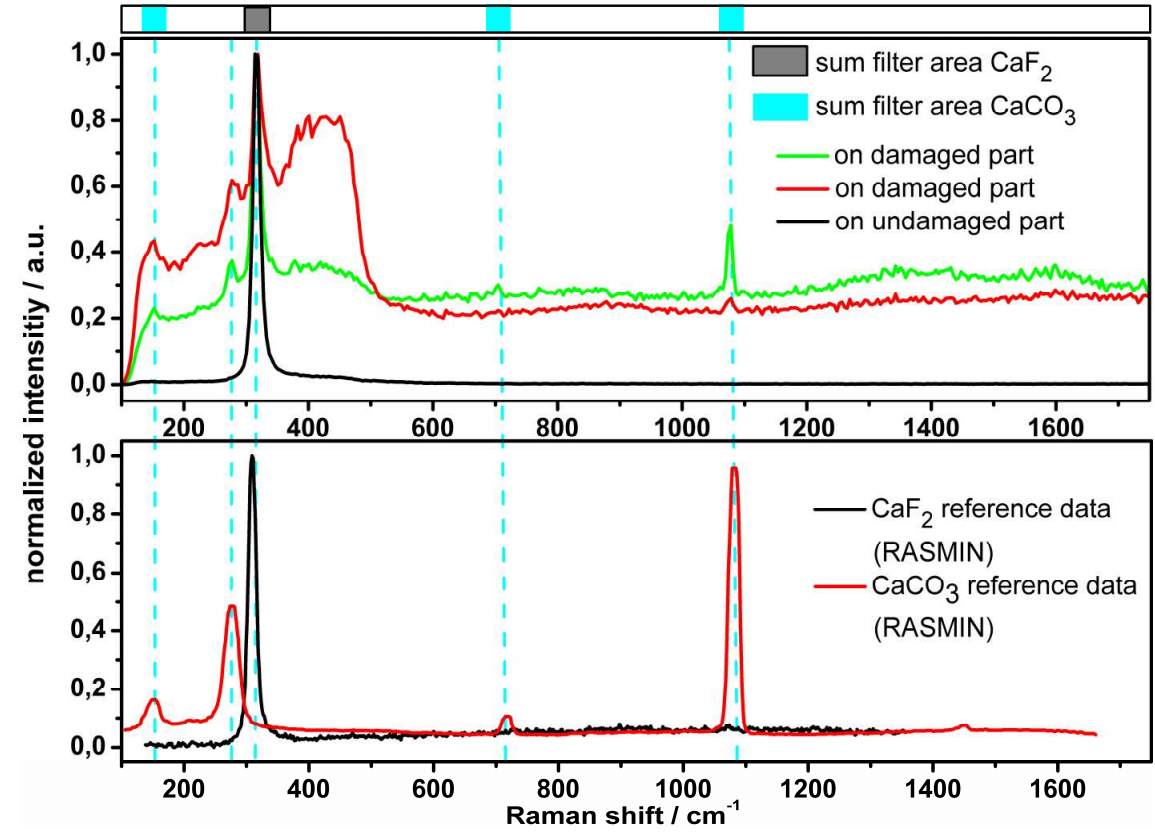 sum filter area CaF2
sum filter area CaCO3
on damaged part
on damaged part
on undamaged part
1,0
0,8
0,6
0,4
0,2
0,0
200 400 600 800 1000 1200 1400 1600
normalized intensitiy / a.u.
CaF2 reference data
(RASMIN)
CaCO3 reference data
(RASMIN)
1,0
0,8
0,6
0,4
0,2
0,0
200 400 600 800 1000 1200 1400 1600
Raman shift / cm-1